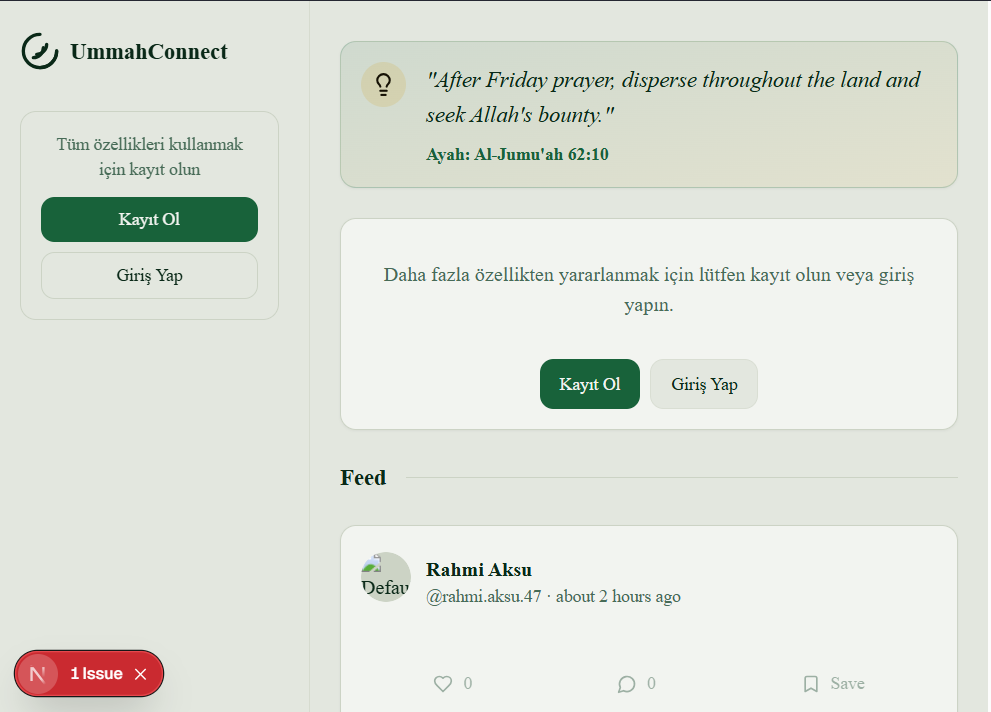 UmmahConnect
Tüm özellikleri kullanmak
için kayıt olun
Kayıt Ol
Giriş Yap
"After Friday prayer, disperse throughout the land and
seek Allah's bounty."
Ayah: Al-Jumu'ah 62:10
Daha fazla özellikten yararlanmak için lütfen kayıt olun veya giriş
yapın.
Kayıt Ol
Giriş Yap
Feed
Defau
Rahmi Aksu
@rahmi.aksu.47 · about 2 hours ago
0
0
Save
N
1 Issue